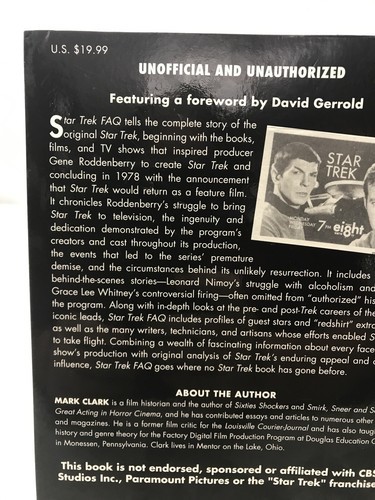 U.S. $19.99
UNOFFICIAL AND UNAUTHORIZED
Featuring a foreword by David Gerrold
Star Trek FAQ tells the complete story of the
original Star Trek, beginning with the books,
films, and TV shows that inspired producer
Gene Roddenberry to create Star Trek and
concluding in 1978 with the announcement
that Star Trek would return as a feature film.
It chronicles Roddenberry's struggle to bring
Star Trek to television, the ingenuity and
dedication demonstrated by the program's
creators and cast throughout its production,
the events that led to the series' premature
demise, and the circumstances behind its unlikely resurrection. It includes
behind-the-scenes stories—Leonard Nimoy's struggle with alcoholism and
Grace Lee Whitney's controversial firing—often omitted from "authorized" his
the program. Along with in-depth looks at the pre- and post-Trek careers of the
iconic leads, Star Trek FAQ includes profiles of guest stars and "redshirt" extra
as well as the many writers, technicians, and artisans whose efforts enabled S
to take flight. Combining a wealth of fascinating information about every face
show's production with original analysis of Star Trek's enduring appeal and c
influence, Star Trek FAQ goes where no Star Trek book has gone before.
STAR
TREK
7PM eight
ABOUT THE AUTHOR
MARK CLARK is a film historian and the author of Sixties Shockers and Smirk, Sneer and Sc
Great Acting in Horror Cinema, and he has contributed essays and articles to numerous other
and magazines. He is a former film critic for the Louisville Courier-Journal and has also taug
history and genre theory for the Factory Digital Film Production Program at Douglas Education C
in Monessen, Pennsylvania. Clark lives in Mentor on the Lake, Ohio.
This book is not endorsed, sponsored or affiliated with CBS
Studios Inc., Paramount Pictures or the "Star Trek" franchise